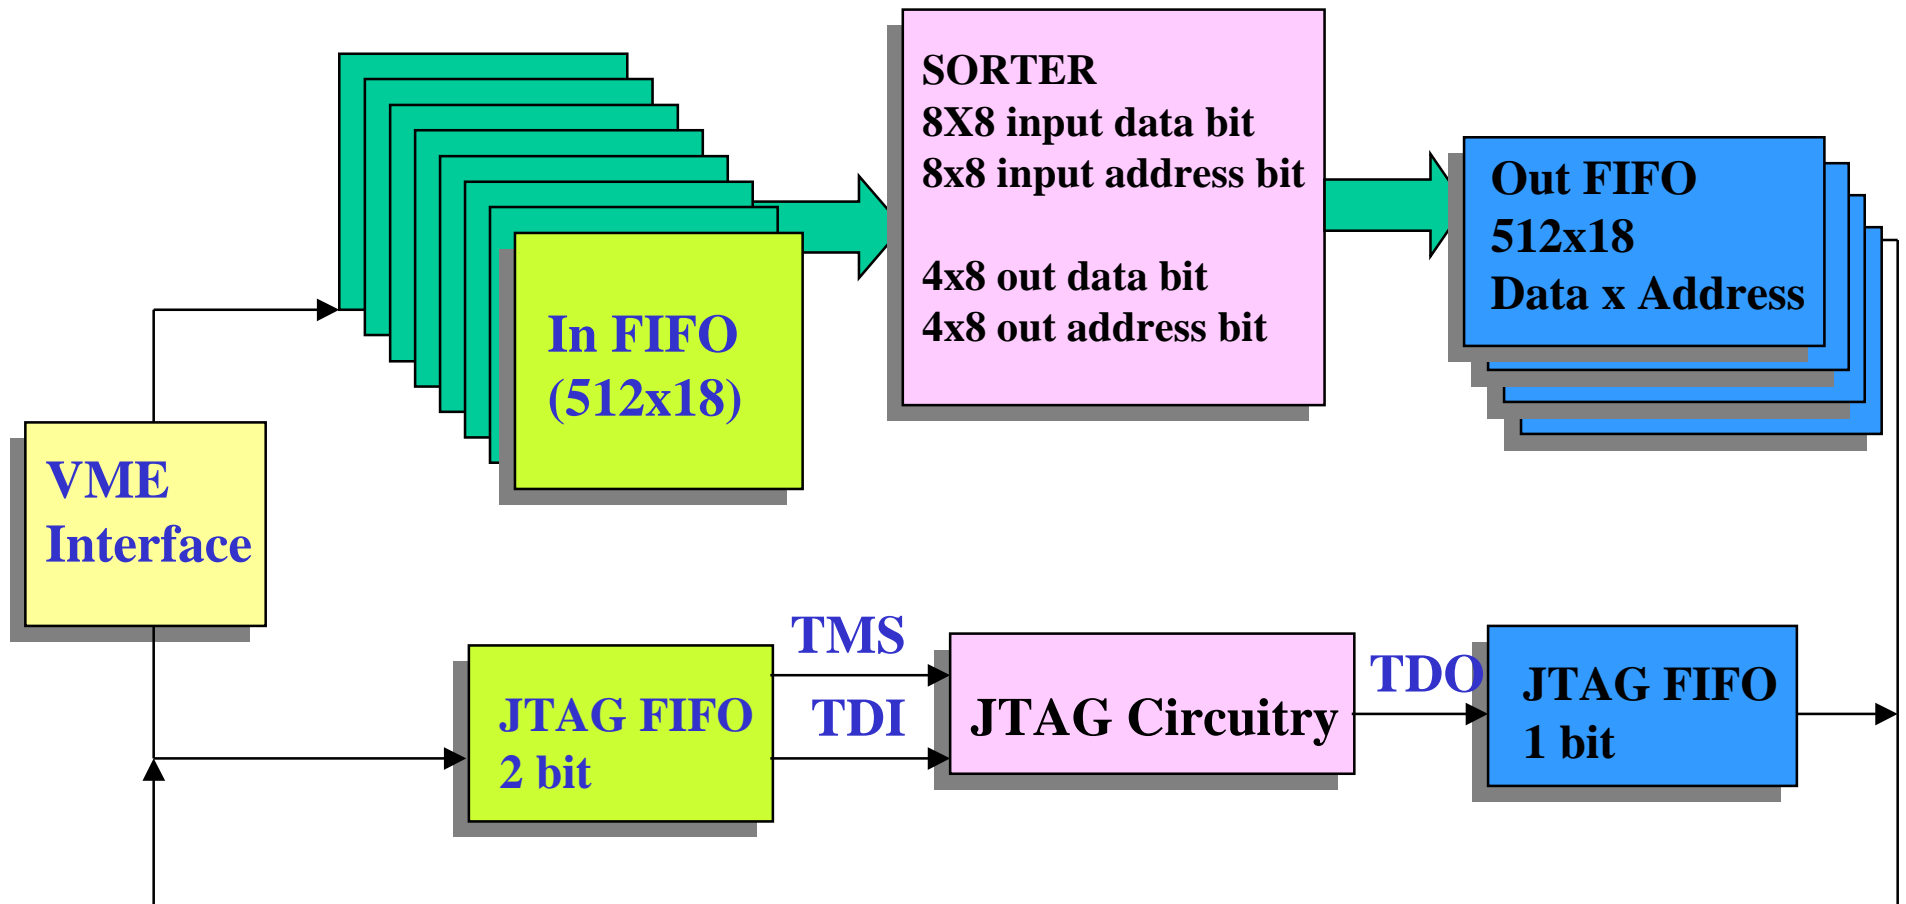 SORTER
8X8 input data bit
8x8 input address bit
4x8 out data bit
4x8 out address bit
Out FIFO
512x18
Data x Address
In FIFO
(512x18)
VME
Interface
TMS
TDI
JTAG FIFO
2 bit
JTAG Circuitry
TDO
JTAG FIFO
1 bit